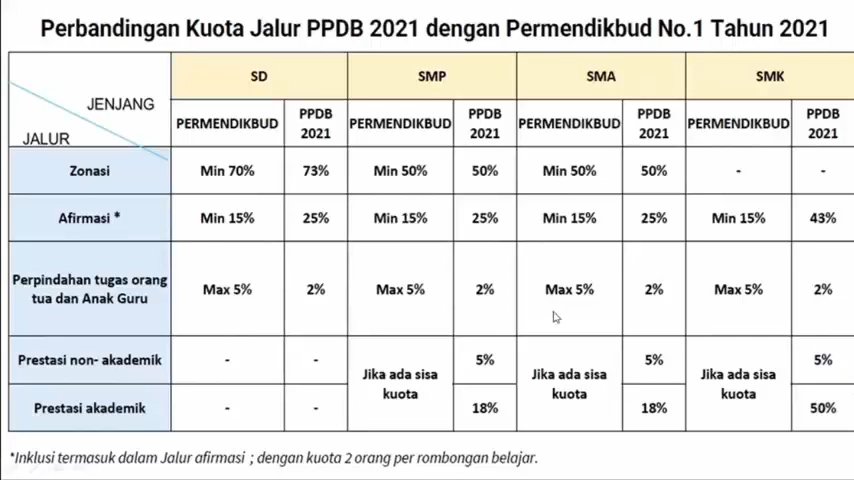 Perbandingan Kuota Jalur PPDB 2021 dengan Permendikbud No.1 Tahun 2021
JENJANG
JALUR
SD SMP SMA SMK
PERMENDIKBUD PPDB 2021 PERMENDIKBUD PPDB 2021 PERMENDIKBUD PPDB 2021 PERMENDIKBUD PPDB 2021
Zonasi Min 70% 73% Min 50% 50% Min 50% 50% - -
Afirmasi * Min 15% 25% Min 15% 25% Min 15% 25% Min 15% 43%
Perpindahan tugas orang
tua dan Anak Guru Max 5% 2% Max 5% 2% Max 5% 2% Max 5% 2%
Prestasi non- akademik - - Jika ada sisa kuota 5% Jika ada sisa kuota 5% Jika ada sisa kuota 5%
Prestasi akademik - - 18% 18% 50%
*Inklusi termasuk dalam Jalur afirmasi ; dengan kuota 2 orang per rombongan belajar.